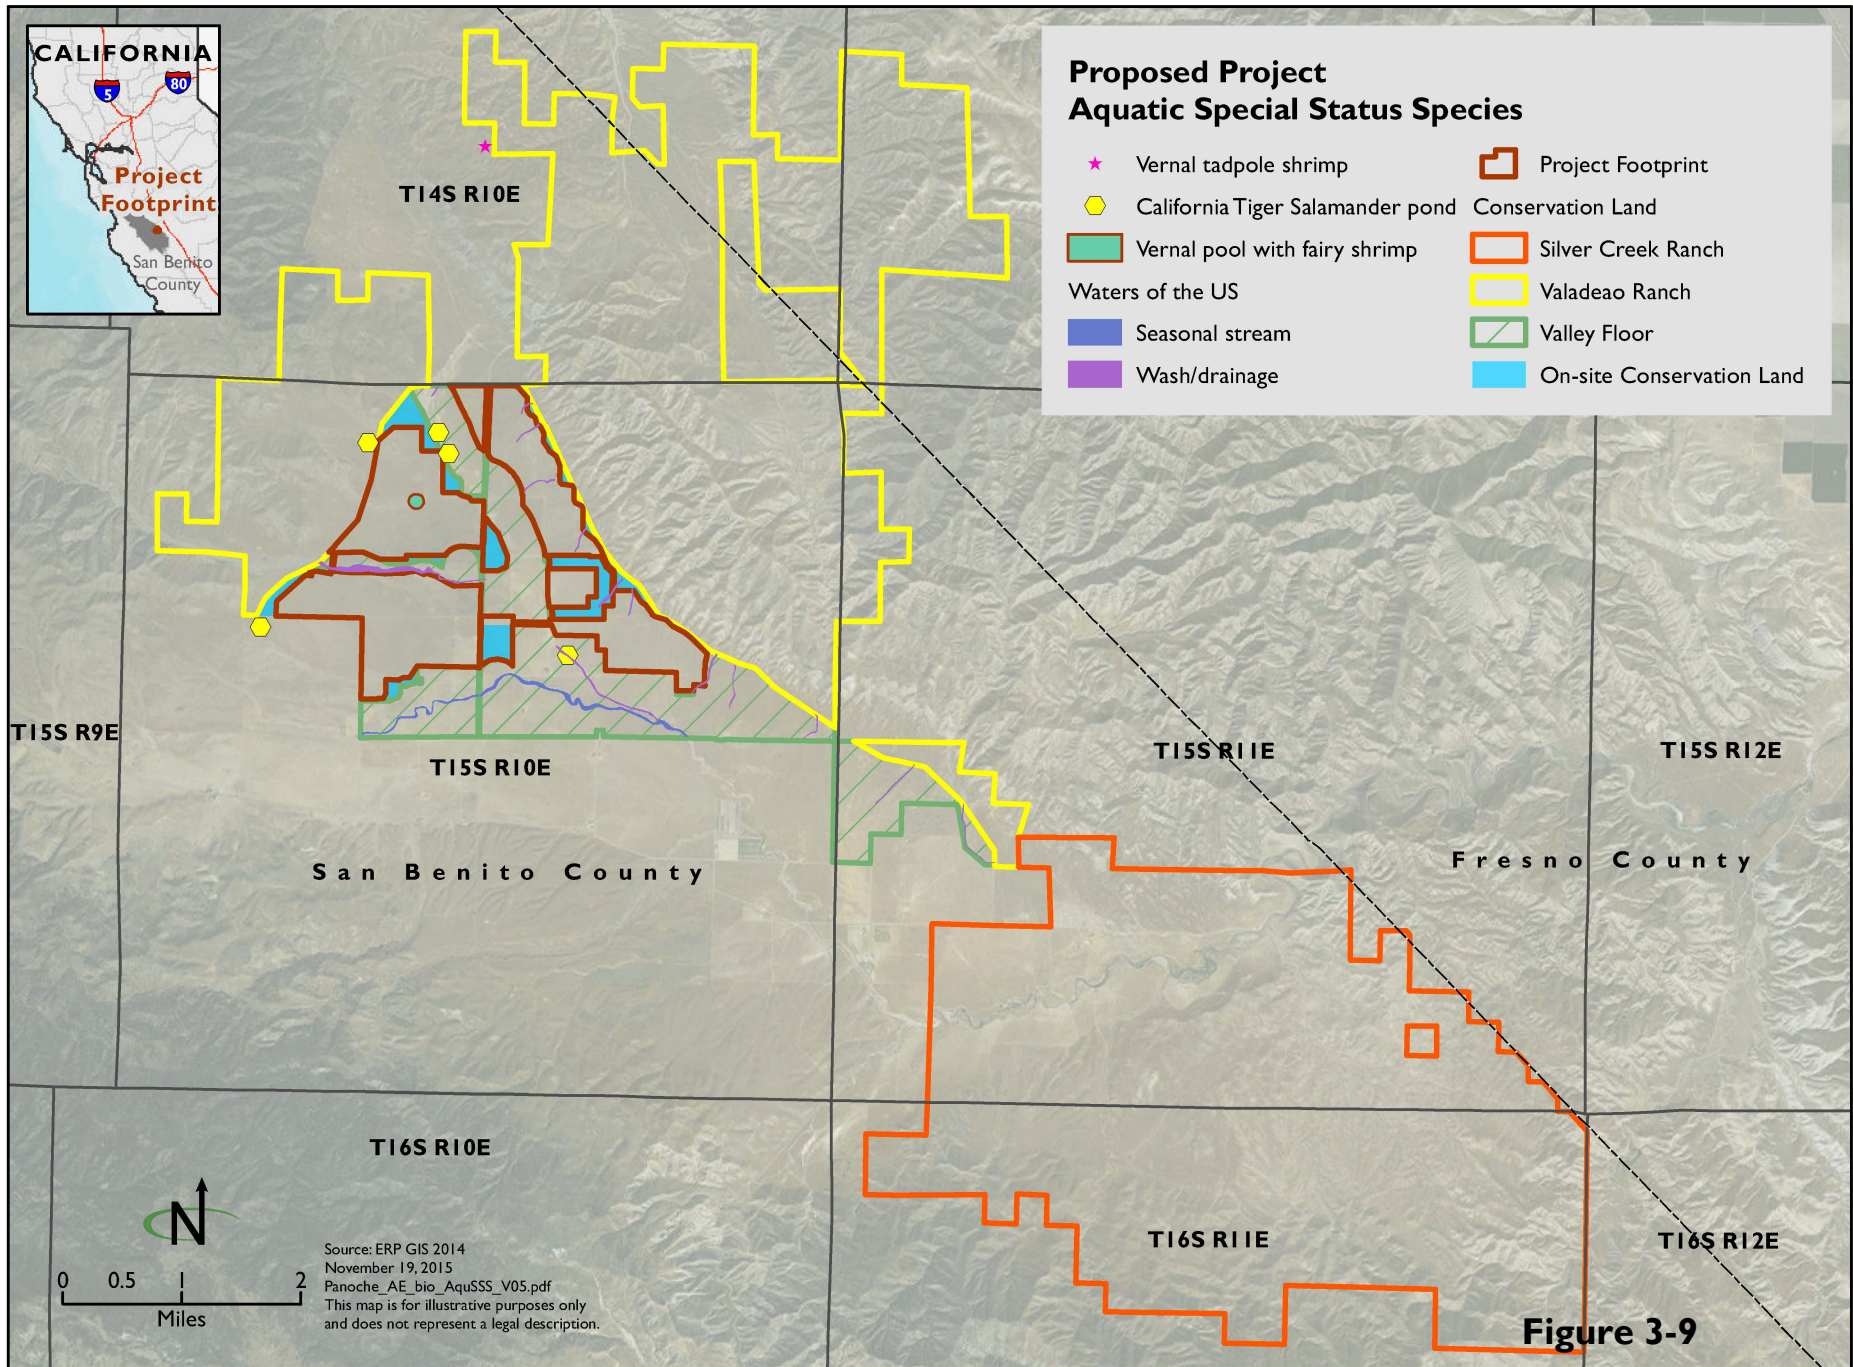 CALIFORNIA
5
80
Project
Footprint
San Benito
County
Proposed Project
Aquatic Special Status Species
Vernal tadpole shrimp
California Tiger Salamander pond
Vernal pool with fairy shrimp
Waters of the US
Seasonal stream
Wash/drainage
Project Footprint
Conservation Land
Silver Creek Ranch
Valadeao Ranch
Valley Floor
On-site Conservation Land
T14S R10E
T15S R9E
T15S R10E
T15S R11E
T15S R12E
San Benito County
Fresno County
T16S R10E
T16S R11E
T16S R12E
N
0 0.5 1 2
Miles
Source: ERP GIS 2014
November 19, 2015
Panoche_AE_bio_AquSSS_V05.pdf
This map is for illustrative purposes only
and does not represent a legal description.
Figure 3-9